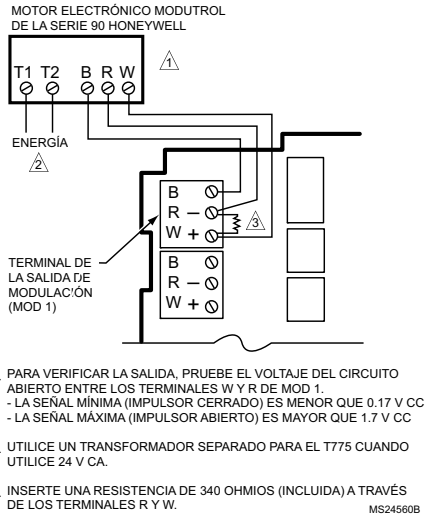 MOTOR ELECTRÓNICO MODUTROL
DE LA SERIE 90 HONEYWELL
1
T1 T2 B R W
ENERGÍA
2
B
R −
W +
3
TERMINAL DE
LA SALIDA DE
MODULACIÓN
(MOD 1)
B
R −
W +
PARA VERIFICAR LA SALIDA, PRUEBE EL VOLTAJE DEL CIRCUITO
ABIERTO ENTRE LOS TERMINALES W Y R DE MOD 1.
- LA SEÑAL MÍNIMA (IMPULSOR CERRADO) ES MENOR QUE 0.17 V CC
- LA SEÑAL MÁXIMA (IMPULSOR ABIERTO) ES MAYOR QUE 1.7 V CC
UTILICE UN TRANSFORMADOR SEPARADO PARA EL T775 CUANDO
UTILICE 24 V CA.
INSERTE UNA RESISTENCIA DE 340 OHMIOS (INCLUIDA) A TRAVÉS
DE LOS TERMINALES R Y W.
MS24560B